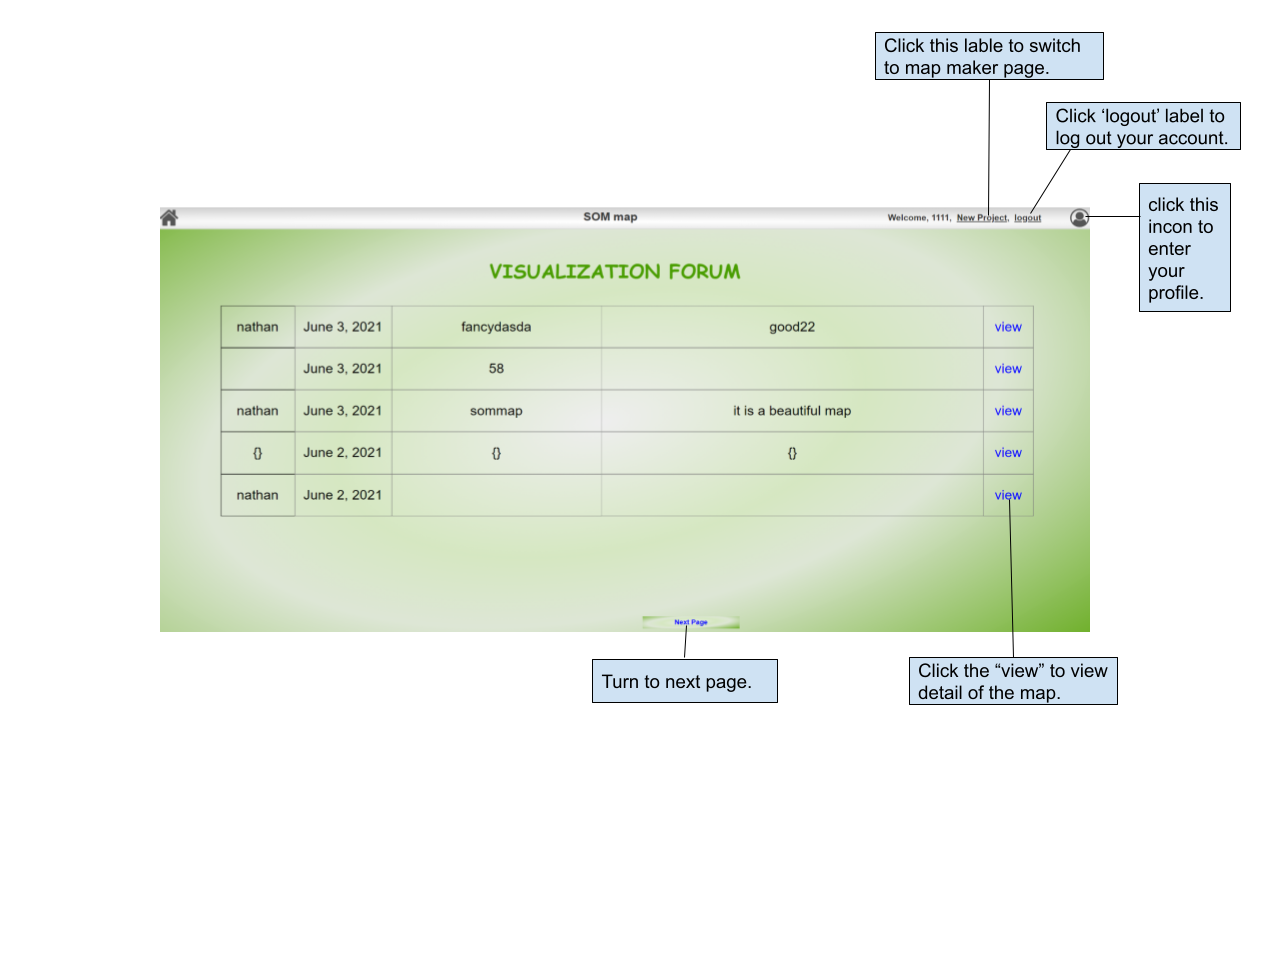 Click this lable to switch
to map maker page.
Click ‘logout’ label to
log out your account.
click this
incon to
enter
your
profile.
SOM map
Welcome, 1111, New Project, logout
VISUALIZATION FORUM
nathan June 3, 2021 fancydasda good22 view
June 3, 2021 58 view
nathan June 3, 2021 sommap it is a beautiful map view
{} June 2, 2021 {} {} view
nathan June 2, 2021 view
Next Page
Turn to next page.
Click the “view” to view
detail of the map.